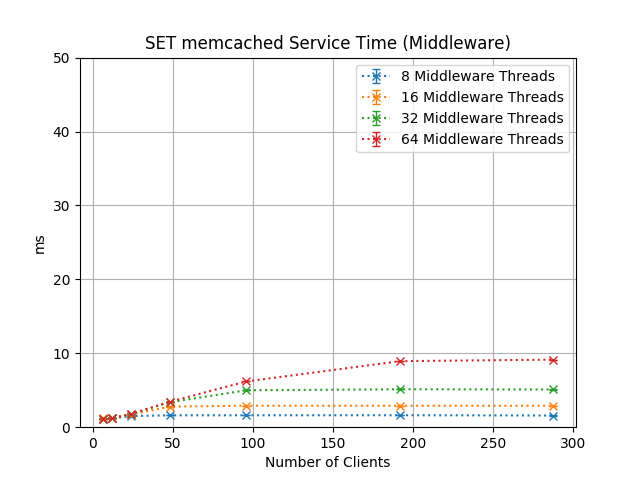 SET memcached Service Time (Middleware)
50
40
30
20
10
0
ms
8 Middleware Threads
16 Middleware Threads
32 Middleware Threads
64 Middleware Threads
0 50 100 150 200 250 300
Number of Clients